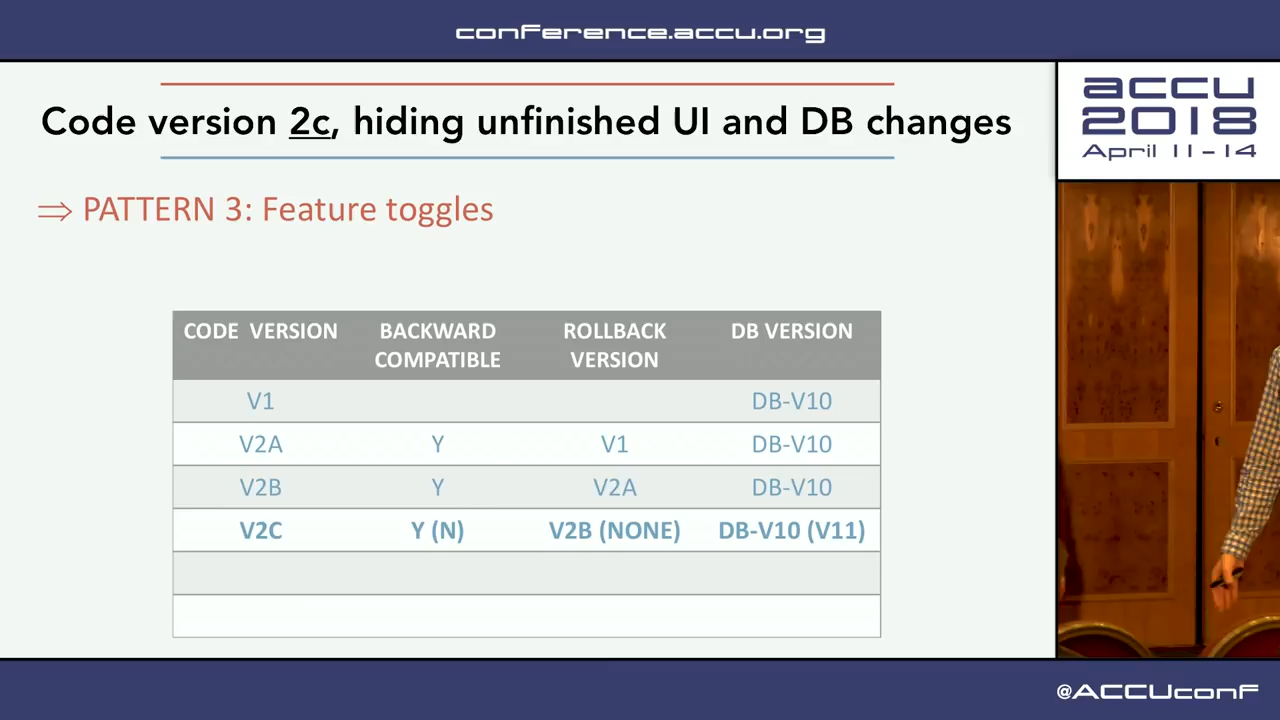 conference.accu.org
accu
2018
April 11-14
Code version 2c, hiding unfinished UI and DB changes
⇒ PATTERN 3: Feature toggles
CODE VERSION BACKWARD COMPATIBLE ROLLBACK VERSION DB VERSION
V1 DB-V10
V2A Y V1 DB-V10
V2B Y V2A DB-V10
V2C Y (N) V2B (NONE) DB-V10 (V11)
@ACCUconf